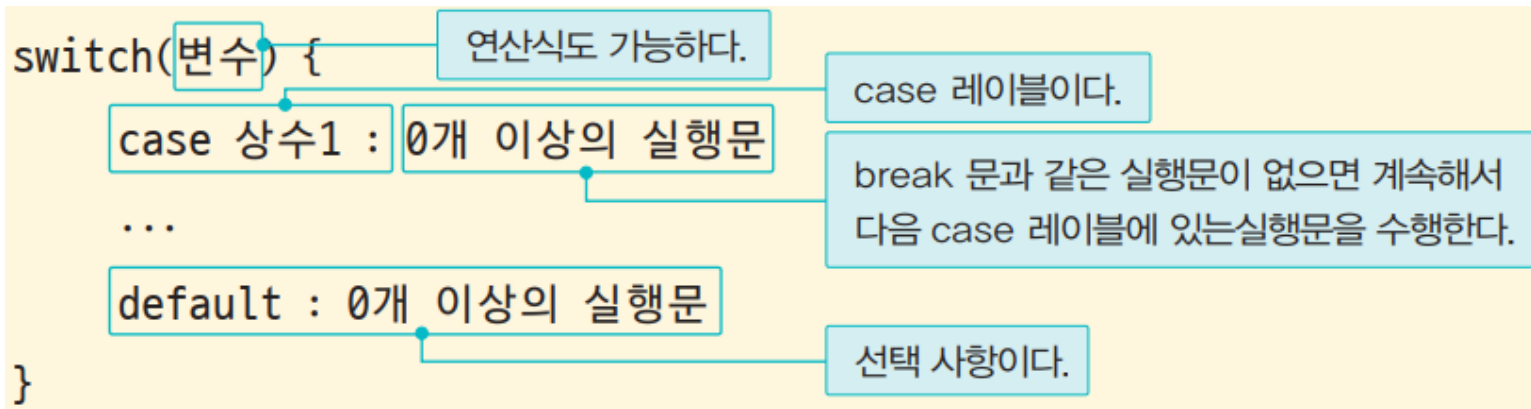 switch(변수) {
연산식도 가능하다.
case 레이블이다.
case 상수1 : 0개 이상의 실행문
break 문과 같은 실행문이 없으면 계속해서
다음 case 레이블에 있는실행문을 수행한다.
...
default : 0개 이상의 실행문
선택 사항이다.
}